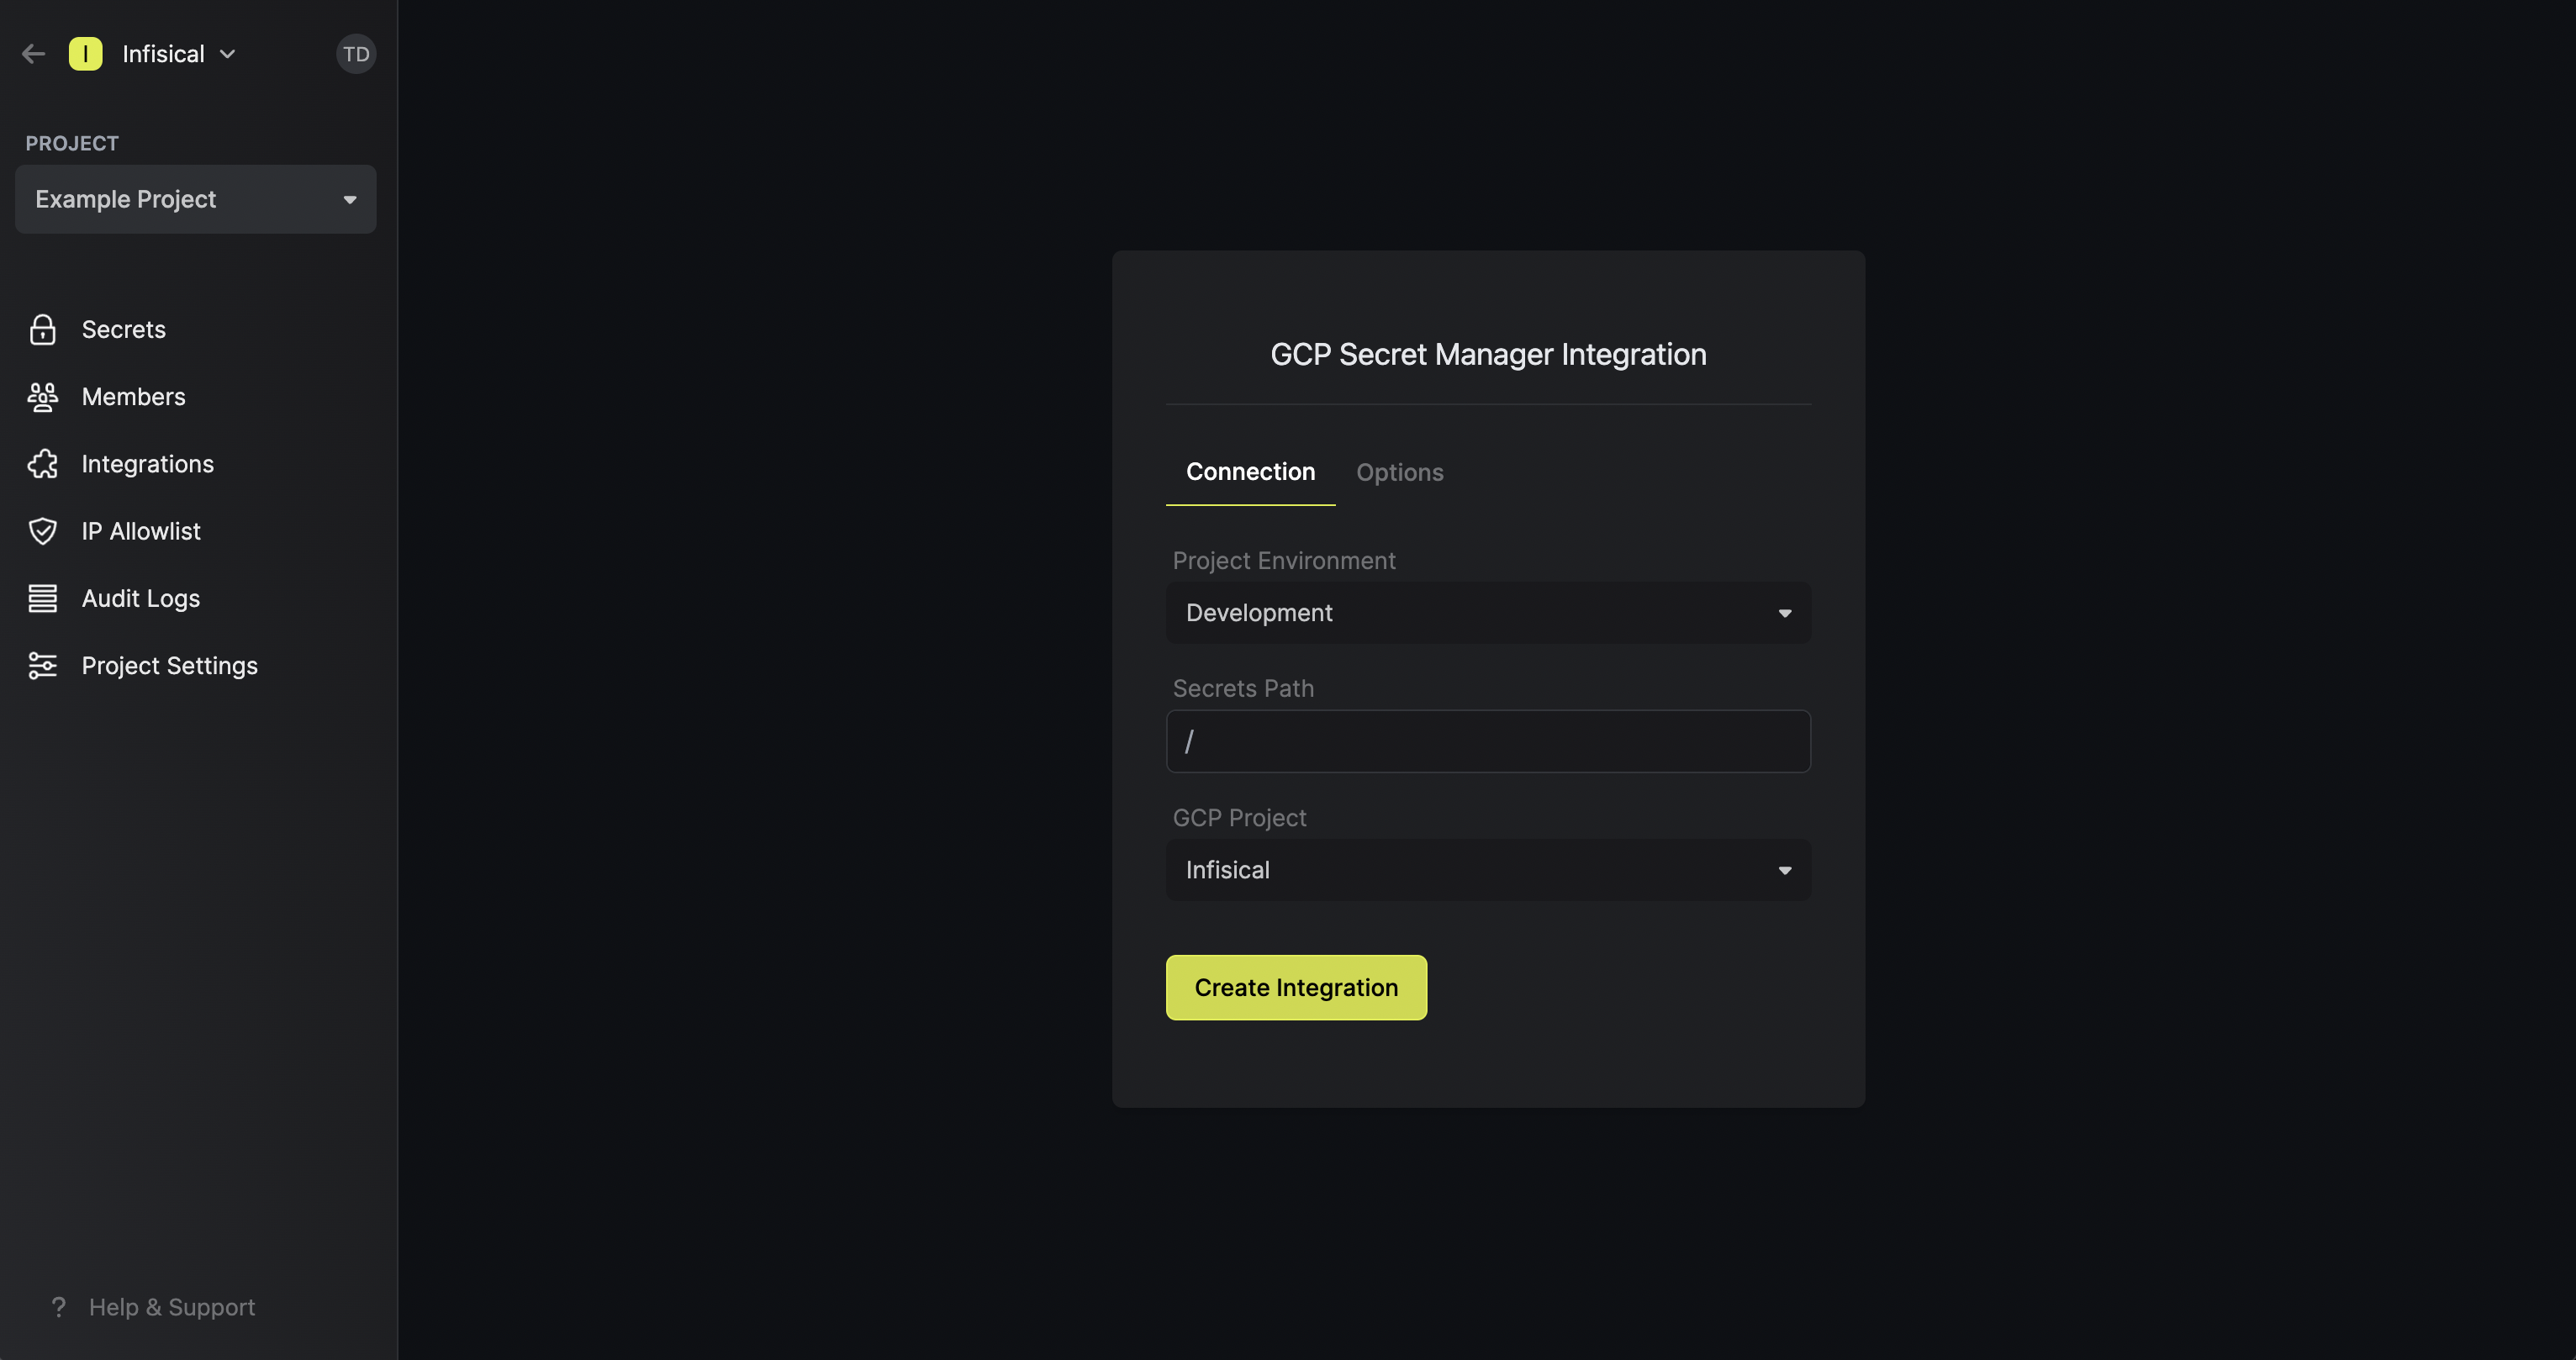 I Infisical TD
PROJECT
Example Project
Secrets
Members
Integrations
IP Allowlist
Audit Logs
Project Settings
? Help & Support
GCP Secret Manager Integration
Connection Options
Project Environment
Development
Secrets Path
/
GCP Project
Infisical
Create Integration